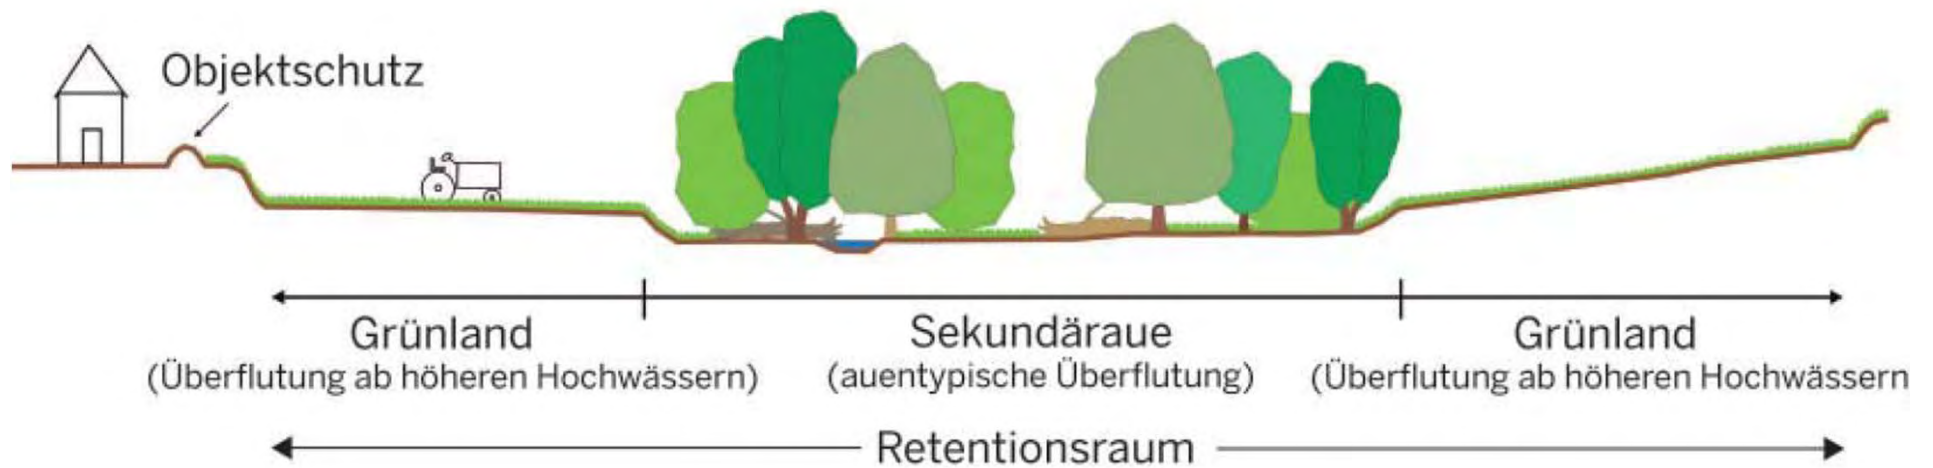 Objektschutz
Grünland
(Überflutung ab höheren Hochwässern)
Sekundäraue
(auentypische Überflutung)
Grünland
(Überflutung ab höheren Hochwässern
Retentionsraum